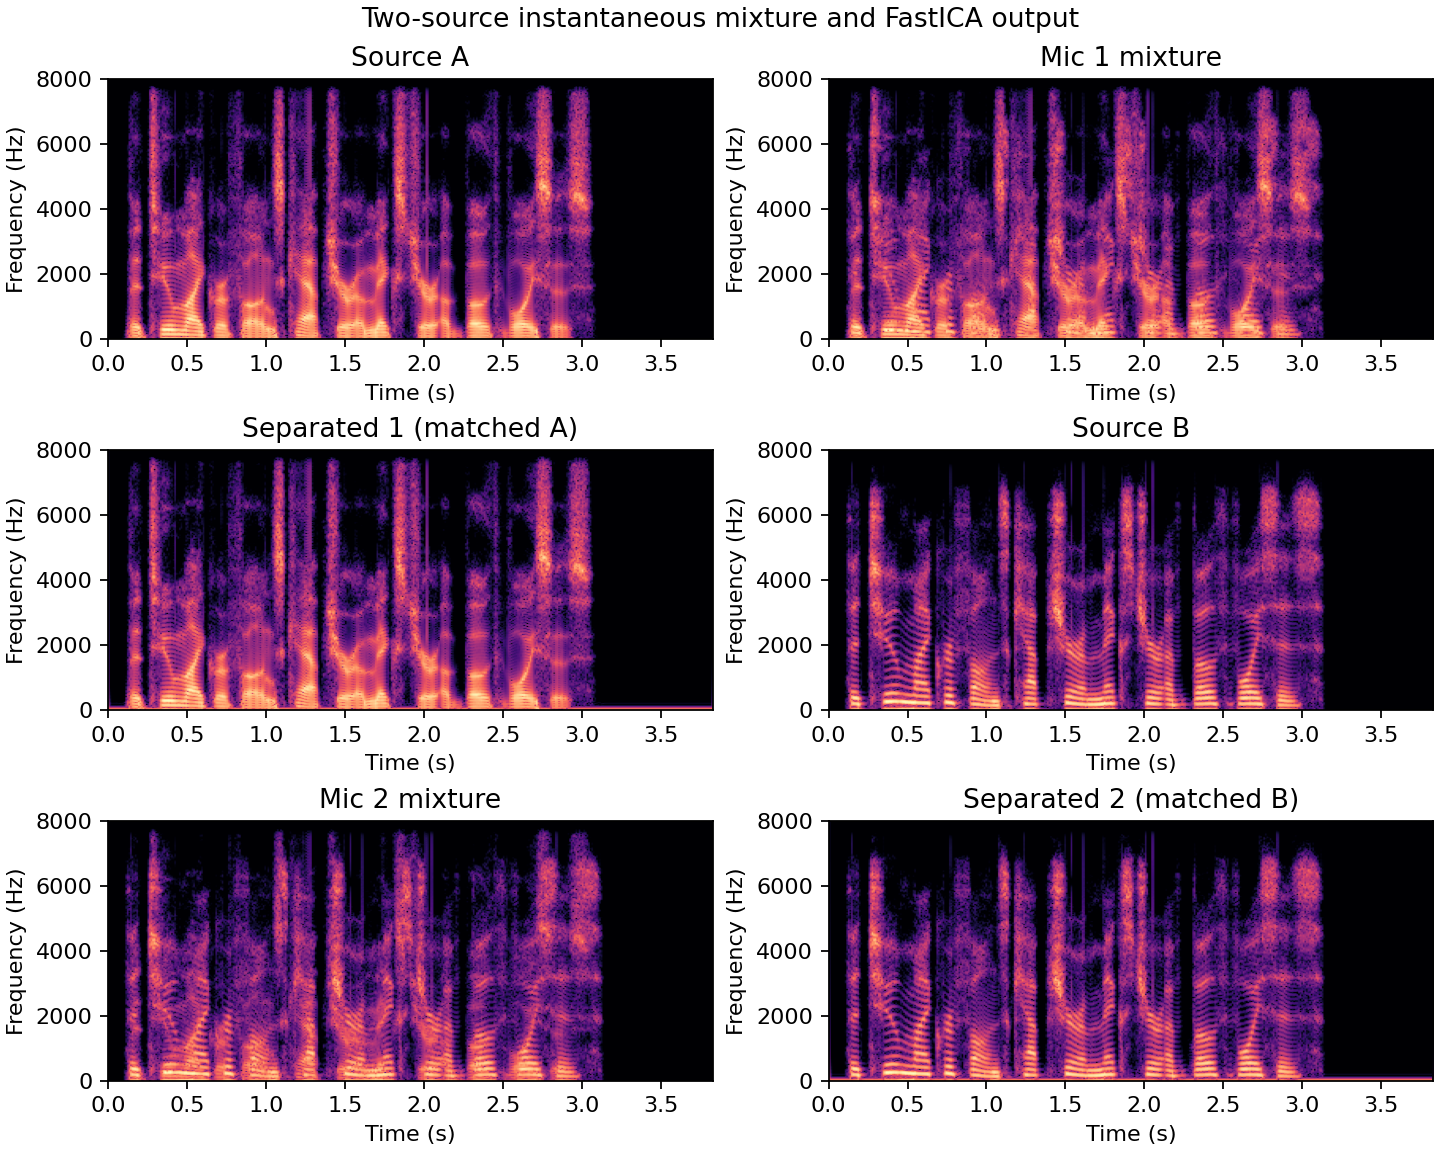 Two-source instantaneous mixture and FastICA output
Source A
Mic 1 mixture
8000
6000
4000
2000
0
Frequency (Hz)
0.0 0.5 1.0 1.5 2.0 2.5 3.0 3.5
Time (s)
8000
6000
4000
2000
0
Frequency (Hz)
0.0 0.5 1.0 1.5 2.0 2.5 3.0 3.5
Time (s)
Separated 1 (matched A)
Source B
8000
6000
4000
2000
0
Frequency (Hz)
0.0 0.5 1.0 1.5 2.0 2.5 3.0 3.5
Time (s)
8000
6000
4000
2000
0
Frequency (Hz)
0.0 0.5 1.0 1.5 2.0 2.5 3.0 3.5
Time (s)
Mic 2 mixture
Separated 2 (matched B)
8000
6000
4000
2000
0
Frequency (Hz)
0.0 0.5 1.0 1.5 2.0 2.5 3.0 3.5
Time (s)
8000
6000
4000
2000
0
Frequency (Hz)
0.0 0.5 1.0 1.5 2.0 2.5 3.0 3.5
Time (s)